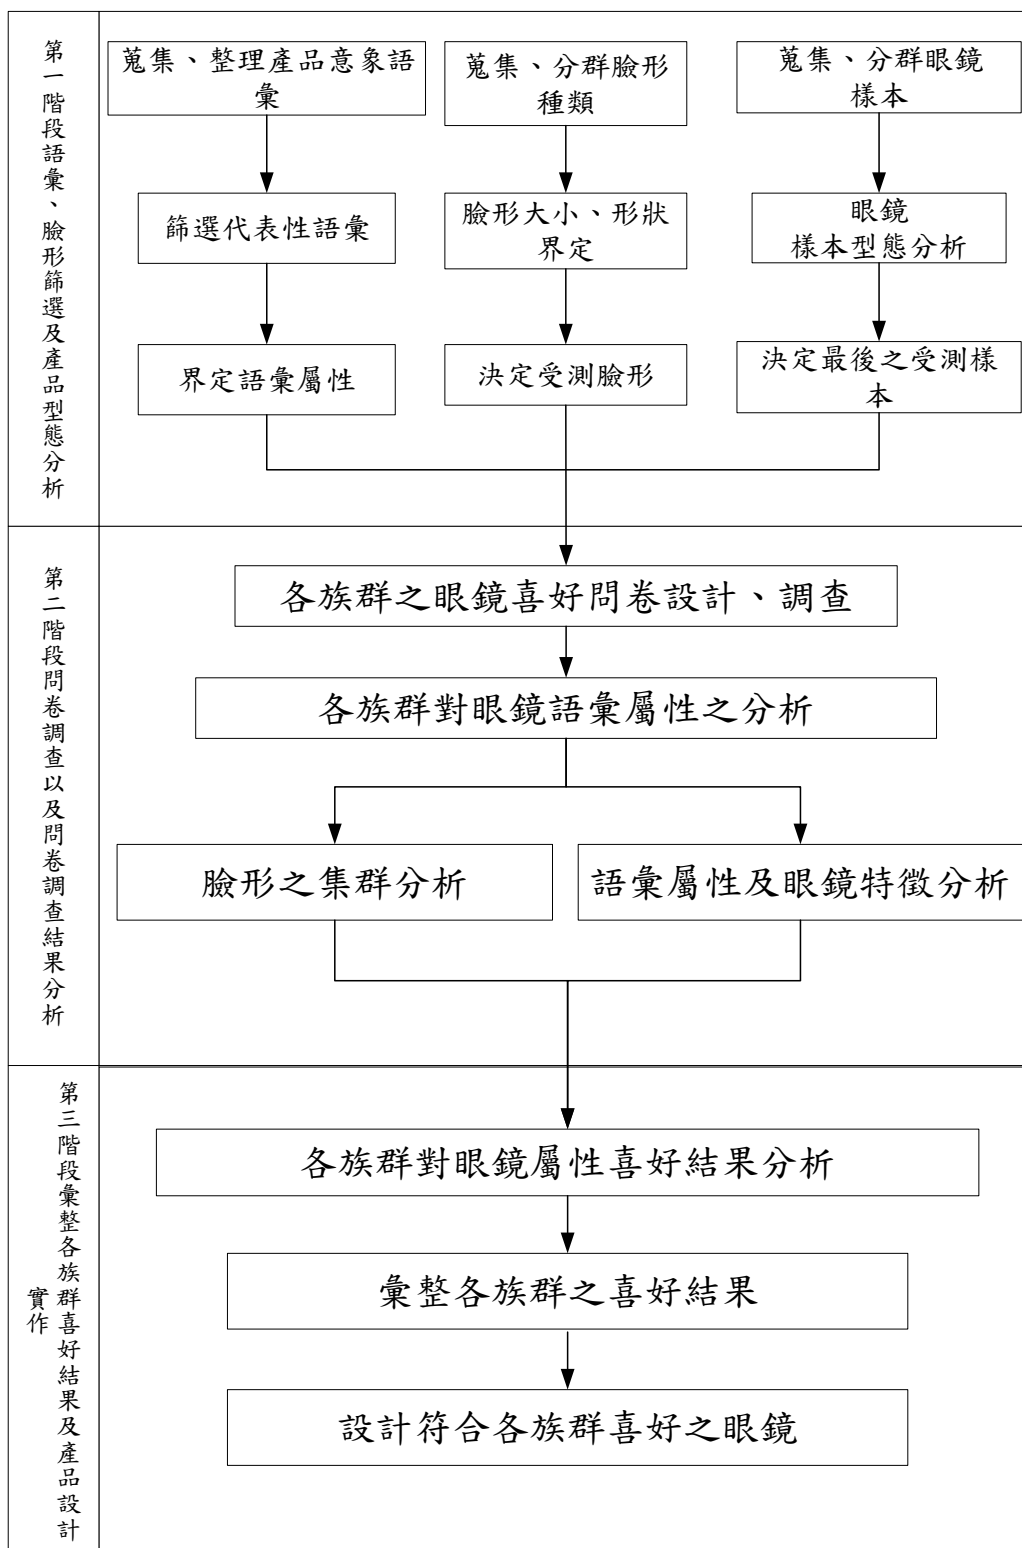 第一階段語彙、臉形篩選及產品型態分析
蒐集、整理產品意象語
彙
蒐集、分群臉形
種類
蒐集、分群眼鏡
樣本
篩選代表性語彙
臉形大小、形狀
界定
眼鏡
樣本型態分析
界定語彙屬性
決定受測臉形
決定最後之受測樣
本
第二階段問卷調查以及問卷調查結果分析
各族群之眼鏡喜好問卷設計、調查
各族群對眼鏡語彙屬性之分析
臉形之集群分析
語彙屬性及眼鏡特徵分析
第三階段彙整各族群喜好結果及產品設計
實作
各族群對眼鏡屬性喜好結果分析
彙整各族群之喜好結果
設計符合各族群喜好之眼鏡